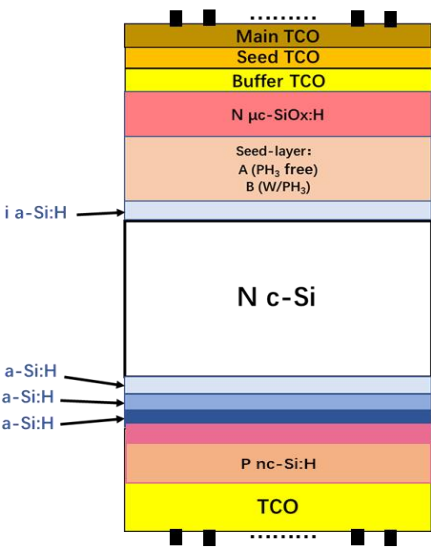 Main TCO
Seed TCO
Buffer TCO
N μc-SiOx:H
Seed-layer:
A (PH₃ free)
B (W/PH₃)
i a-Si:H
N c-Si
a-Si:H
a-Si:H
a-Si:H
P nc-Si:H
TCO